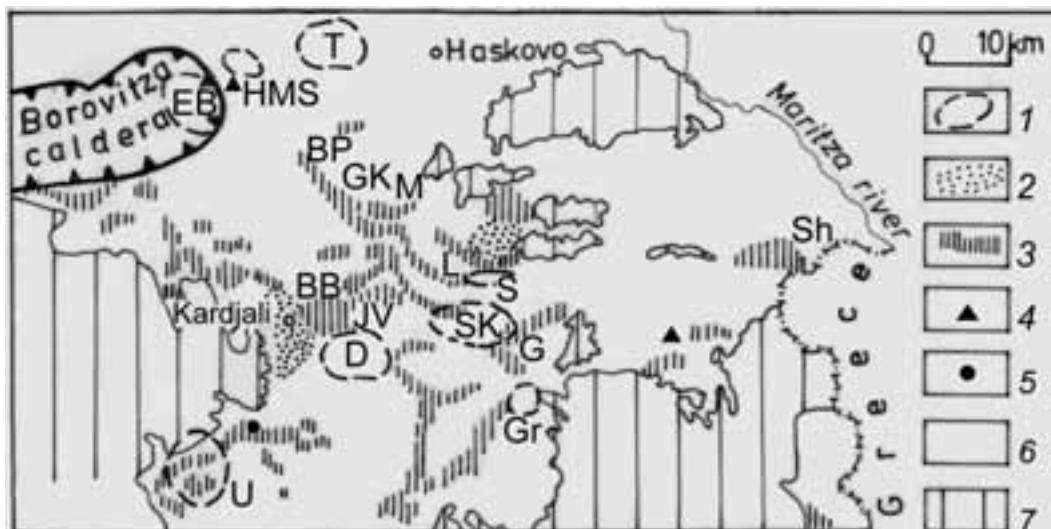 T
Haskovo
0 10 km
Borovitza
caldera
EB
HMS
Maritza river
1
BP
GK
M
2
Sh
3
L
S
BB
Kardjali
JV
SK
4
D
G
5
Gr
6
U
7
Greece